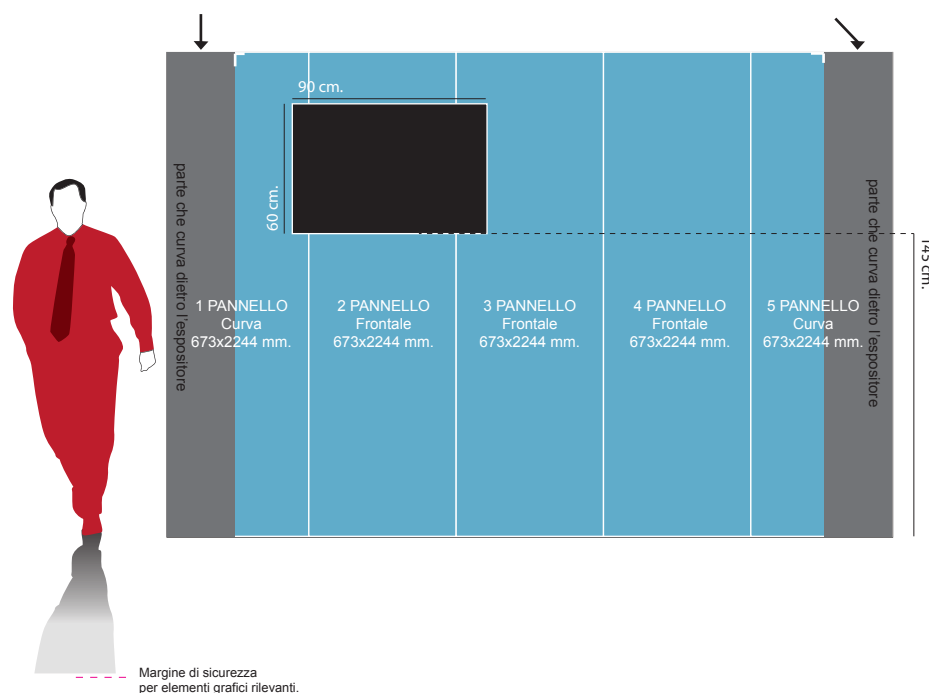 90 cm.
60 cm.
parte che curva dietro l'espositore
1 PANNELLO
Curva
673x2244 mm.
2 PANNELLO
Frontale
673x2244 mm.
3 PANNELLO
Frontale
673x2244 mm.
4 PANNELLO
Frontale
673x2244 mm.
5 PANNELLO
Curva
673x2244 mm.
parte che curva dietro l'espositore
145 cm.
Margine di sicurezza
per elementi grafici rilevanti.